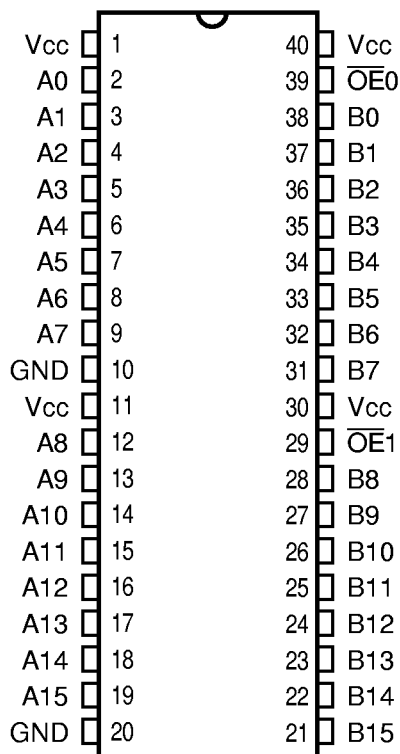 Vcc 1 40 Vcc
A0 2 39 OE0
A1 3 38 B0
A2 4 37 B1
A3 5 36 B2
A4 6 35 B3
A5 7 34 B4
A6 8 33 B5
A7 9 32 B6
GND 10 31 B7
Vcc 11 30 Vcc
A8 12 29 OE1
A9 13 28 B8
A10 14 27 B9
A11 15 26 B10
A12 16 25 B11
A13 17 24 B12
A14 18 23 B13
A15 19 22 B14
GND 20 21 B15